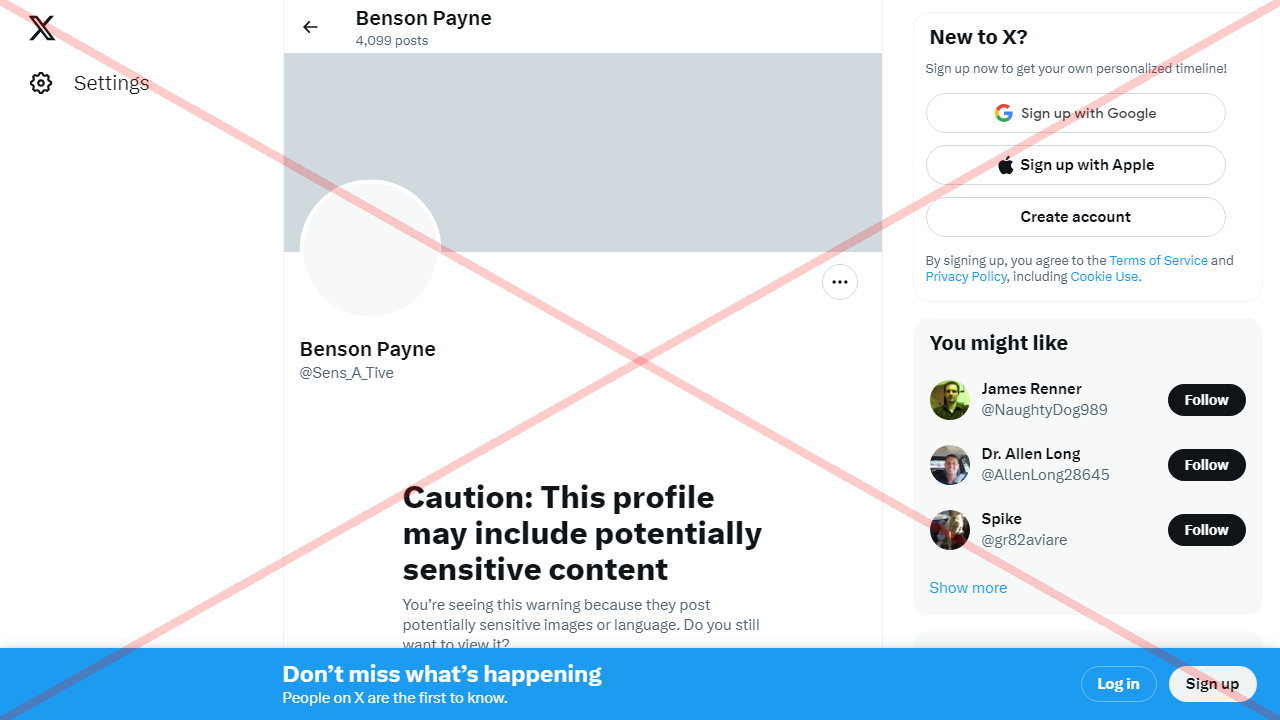 Settings
Benson Payne
4,099 posts
Benson Payne
@Sens_A_Tive
Caution: This profile
may include potentially
sensitive content
You're seeing this warning because they post
potentially sensitive images or language. Do you still
want to view it?
New to X?
Sign up now to get your own personalized timeline!
Sign up with Google
Sign up with Apple
Create account
By signing up, you agree to the Terms of Service and
Privacy Policy, including Cookie Use.
You might like
James Renner
@NaughtyDog989
Follow
Dr. Allen Long
@AllenLong28645
Follow
Spike
@gr82aviare
Follow
Show more
Don't miss what's happening
People on X are the first to know.
Log in
Sign up